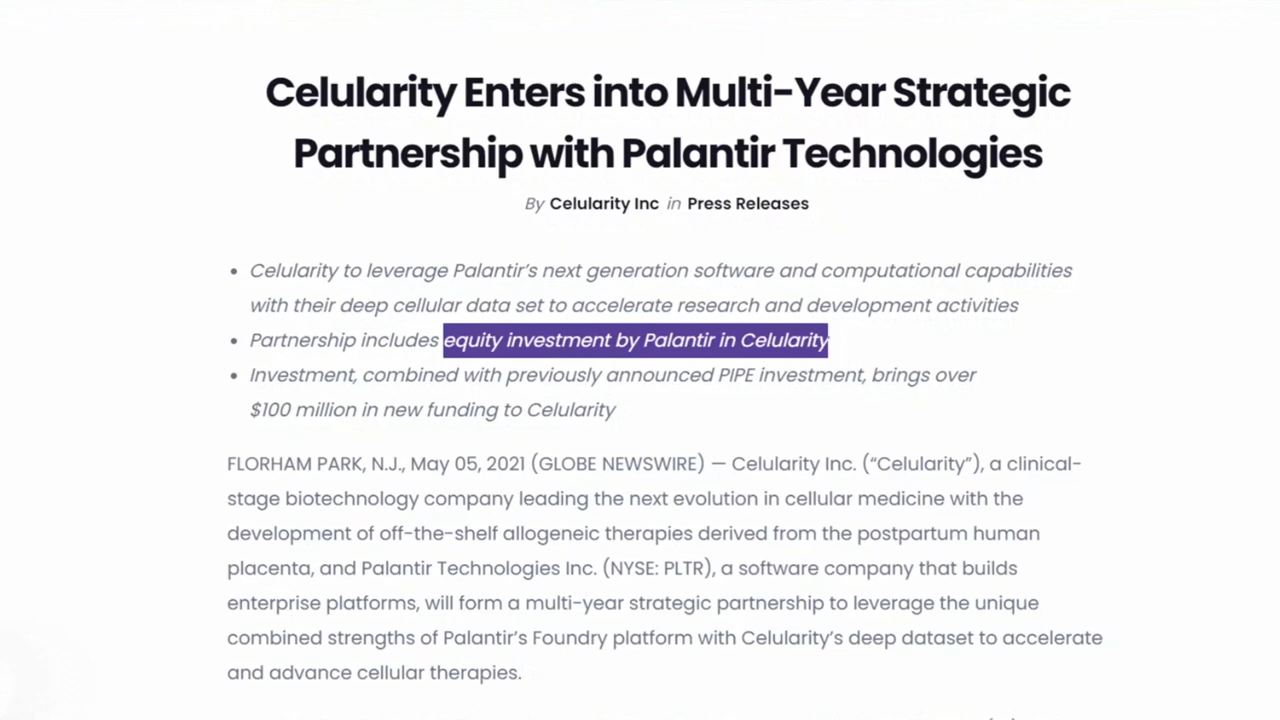 Celularity Enters into Multi-Year Strategic
Partnership with Palantir Technologies
By Celularity Inc in Press Releases
• Celularity to leverage Palantir’s next generation software and computational capabilities
with their deep cellular data set to accelerate research and development activities
• Partnership includes equity investment by Palantir in Celularity
• Investment, combined with previously announced PIPE investment, brings over
$100 million in new funding to Celularity
FLORHAM PARK, N.J., May 05, 2021 (GLOBE NEWSWIRE) — Celularity Inc. (“Celularity”), a clinical-
stage biotechnology company leading the next evolution in cellular medicine with the
development of off-the-shelf allogeneic therapies derived from the postpartum human
placenta, and Palantir Technologies Inc. (NYSE: PLTR), a software company that builds
enterprise platforms, will form a multi-year strategic partnership to leverage the unique
combined strengths of Palantir’s Foundry platform with Celularity’s deep dataset to accelerate
and advance cellular therapies.